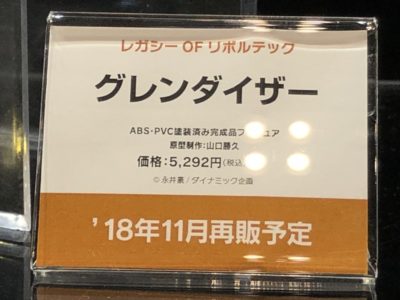 レガシーOFリボルテック
グレンダイザー
ABS・PVC塗装済み完成品フィギュア
原型制作：山口勝久
価格：5,292円(税込)
© 永井豪／ダイナミック企画
'18年11月再販予定